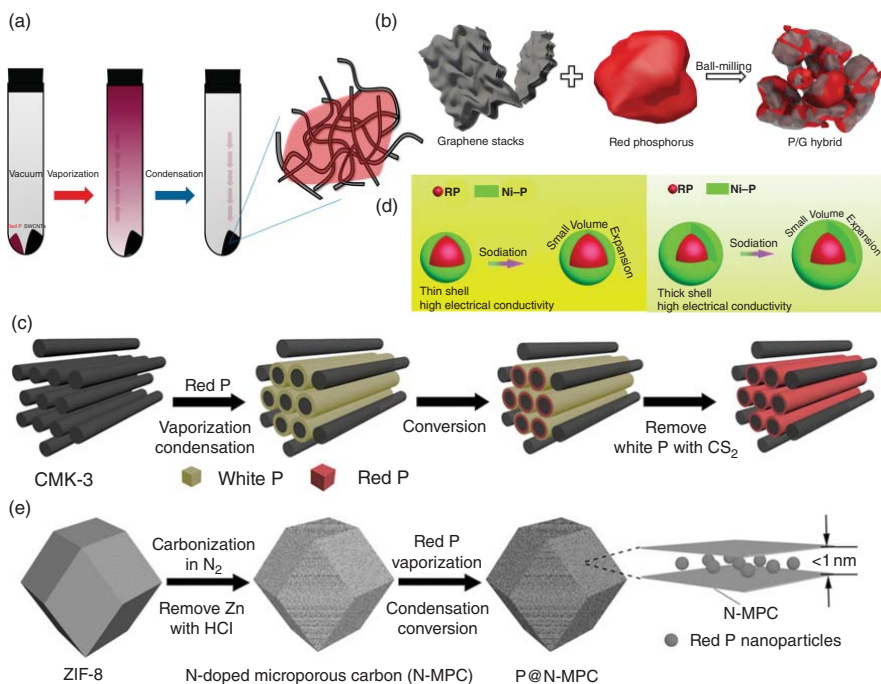 (a)
Vacuum
Vaporization
Condensation
Red P SWCNTs
(b)
Ball-milling
Graphene stacks
Red phosphorus
P/G hybrid
(d)
RP
Ni–P
Small Volume
Expansion
Sodiation
Thin shell
high electrical conductivity
RP
Ni–P
Small Volume
Expansion
Sodiation
Thick shell
high electrical conductivity
(c)
Red P
Vaporization
condensation
Conversion
Remove
white P with CS2
CMK-3
White P
Red P
(e)
Carbonization
in N2
Remove Zn
with HCl
Red P
vaporization
Condensation
conversion
<1 nm
N-MPC
Red P nanoparticles
ZIF-8
N-doped microporous carbon (N-MPC)
P@N-MPC